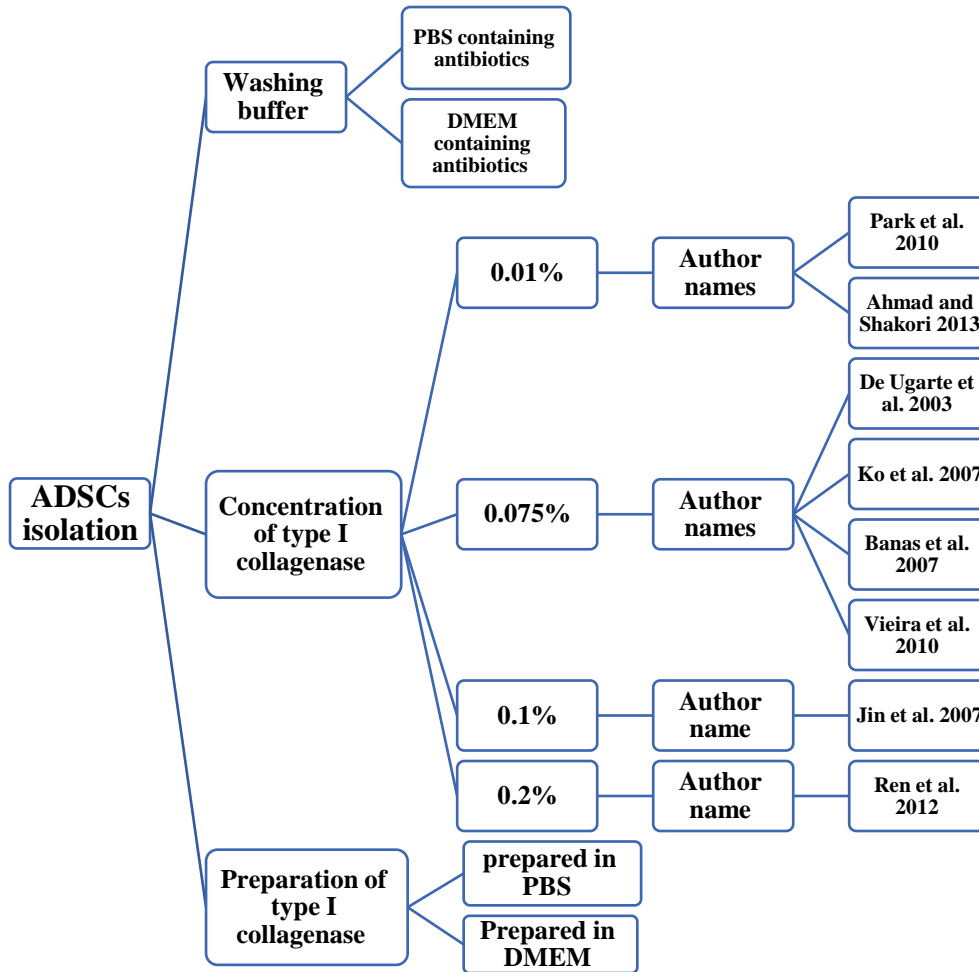 PBS containing
antibiotics
Washing
buffer
DMEM
containing
antibiotics
Park et al.
2010
0.01%
Author
names
Ahmad and
Shakori 2013
De Ugarte et
al. 2003
Ko et al. 2007
ADSCs
isolation
Concentration
of type I
collagenase
0.075%
Author
names
Banas et al.
2007
Vieira et al.
2010
0.1%
Author
name
Jin et al. 2007
0.2%
Author
name
Ren et al.
2012
Preparation of
type I
collagenase
prepared in
PBS
Prepared in
DMEM